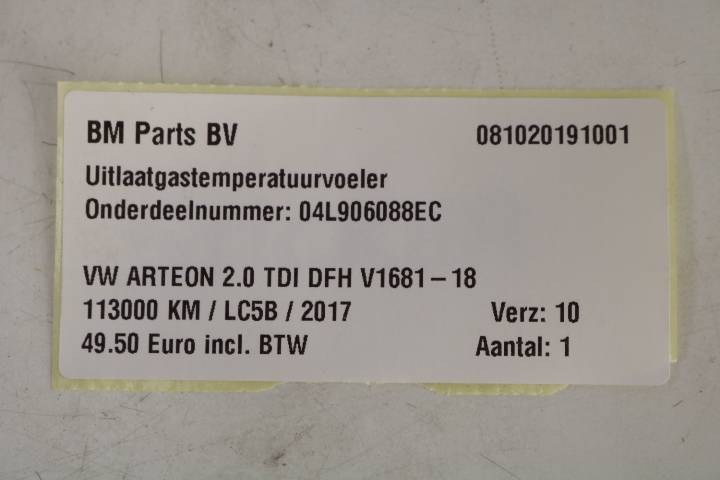 BM Parts BV 081020191001
Uitlaatgastemperatuurvoeler
Onderdeelnummer: 04L906088EC
VW ARTEON 2.0 TDI DFH V1681-18
113000 KM / LC5B / 2017 Verz: 10
49.50 Euro incl. BTW Aantal: 1